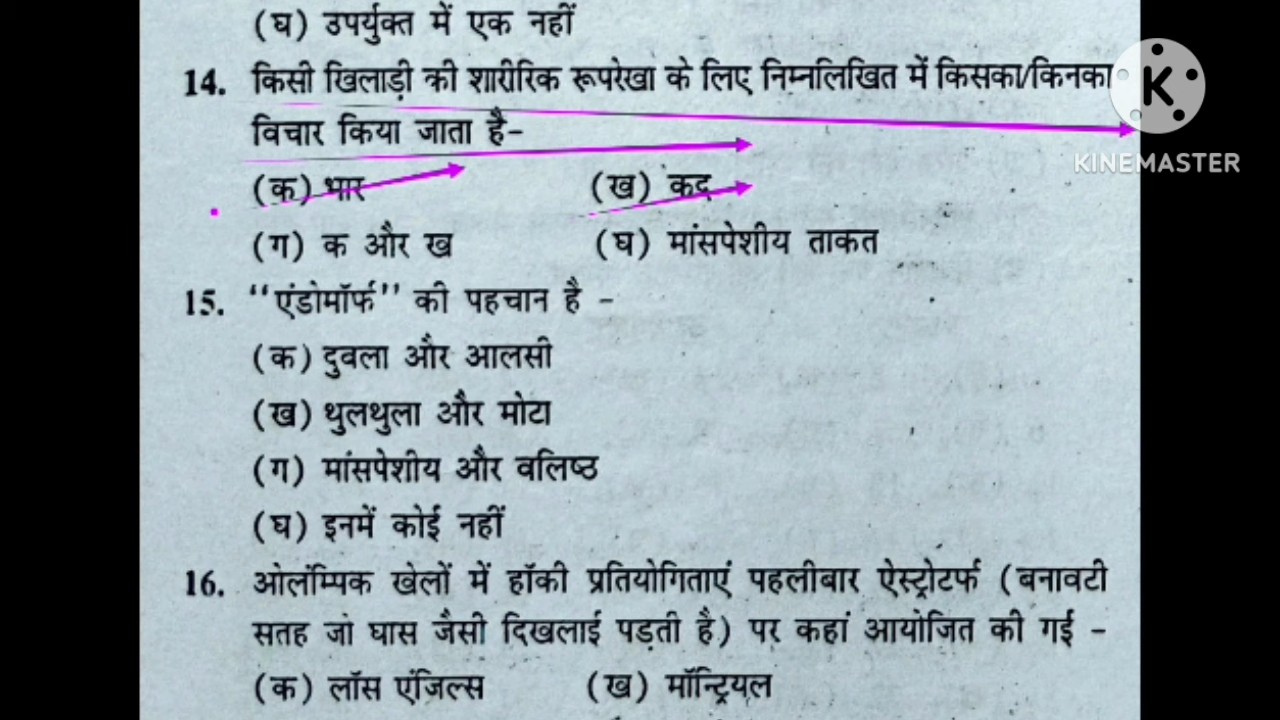 (घ) उपर्युक्त में एक नहीं
14. किसी खिलाड़ी की शारीरिक रूपरेखा के लिए निम्नलिखित में किसका/किनका
विचार किया जाता है-
K
KINEMASTER
(क) भार (ख) कद
(ग) क और ख (घ) मांसपेशीय ताकत
15. “एंडोमॉर्फ” की पहचान है -
(क) दुवला और आलसी
(ख) थुलथुला और मोटा
(ग) मांसपेशीय और वलिष्ठ
(घ) इनमें कोई नहीं
16. ओलंम्पिक खेलों में हॉकी प्रतियोगिताएं पहलीबार ऐस्ट्रोटर्फ (बनावटी
सतह जो घास जैसी दिखलाई पड़ती है) पर कहां आयोजित की गई -
(क) लॉस एंजिल्स (ख) मॉन्ट्रियल